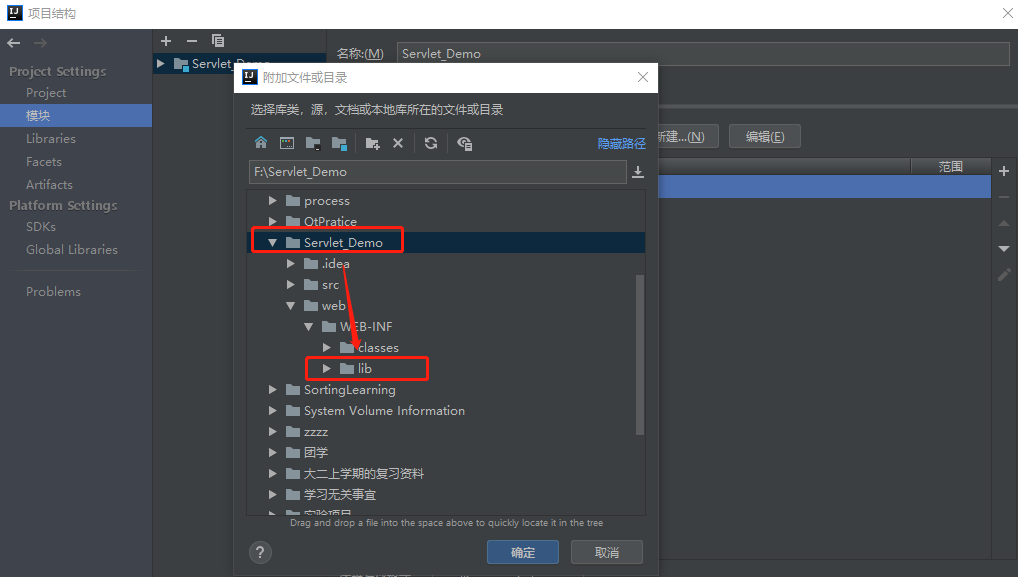 项目结构
Project Settings
Project
模块
Libraries
Facets
Artifacts
Platform Settings
SDKs
Global Libraries
Problems
Servlet_Demo
名称:(M) Servlet_Demo
新建...(N)
编辑(E)
范围
附加文件或目录
选择库类，源，文档或本地库所在的文件或目录
隐藏路径
F:\Servlet_Demo
process
QtPratice
Servlet_Demo
.idea
src
web
WEB-INF
classes
lib
SortingLearning
System Volume Information
zzzz
团学
大二上学期的复习资料
学习无关事宜
实验项目
Drag and drop a file into the space above to quickly locate it in the tree
?
确定
取消